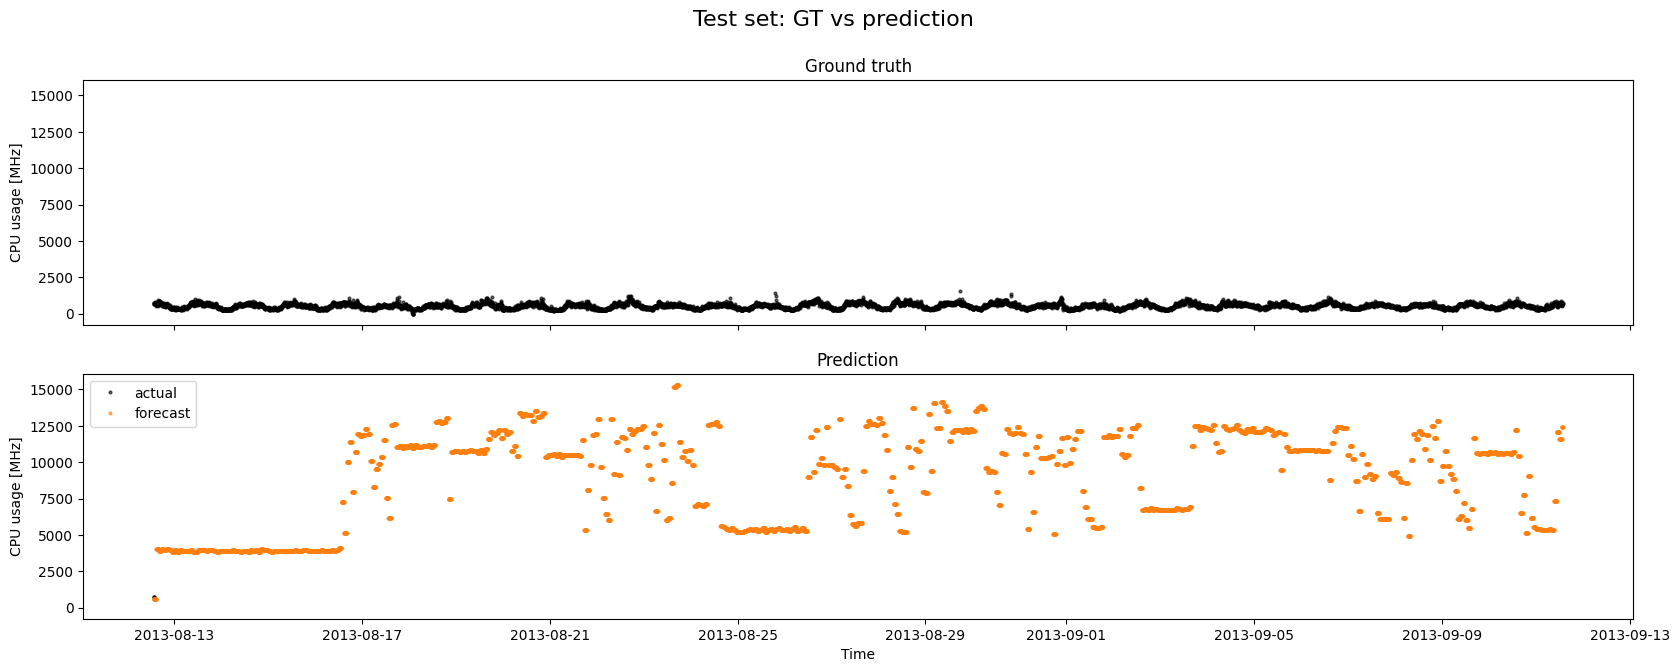 Test set: GT vs prediction
Ground truth
15000
12500
10000
7500
5000
2500
0
CPU usage [MHz]
Prediction
actual
forecast
15000
12500
10000
7500
5000
2500
0
CPU usage [MHz]
2013-08-13
2013-08-17
2013-08-21
2013-08-25
2013-08-29
2013-09-01
2013-09-05
2013-09-09
2013-09-13
Time